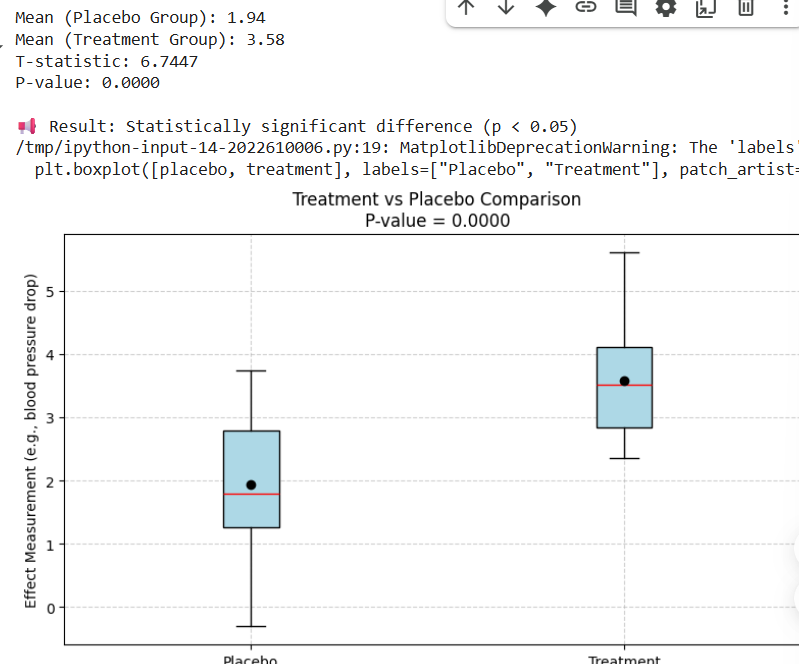 Mean (Placebo Group): 1.94
Mean (Treatment Group): 3.58
T-statistic: 6.7447
P-value: 0.0000
📢 Result: Statistically significant difference (p < 0.05)
/tmp/ipython-input-14-2022610006.py:19: MatplotlibDeprecationWarning: The 'labels'
plt.boxplot([placebo, treatment], labels=["Placebo", "Treatment"], patch_artist=
Treatment vs Placebo Comparison
P-value = 0.0000
Effect Measurement (e.g., blood pressure drop)
5
4
3
2
1
0
Placebo
Treatment